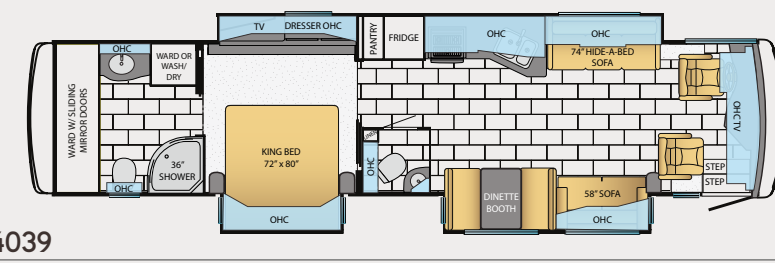 OHC
WARD OR
WASH/
DRY
WARD W/ SLIDING
MIRROR DOORS
36"
SHOWER
OHC
TV
DRESSER OHC
KING BED
72" x 80"
OHC
PANTRY
FRIDGE
LINEN
OHC
OHC
OHC
74" HIDE-A-BED
SOFA
DINETTE
BOOTH
58" SOFA
OHC
OHC TV
STEP
STEP
4039